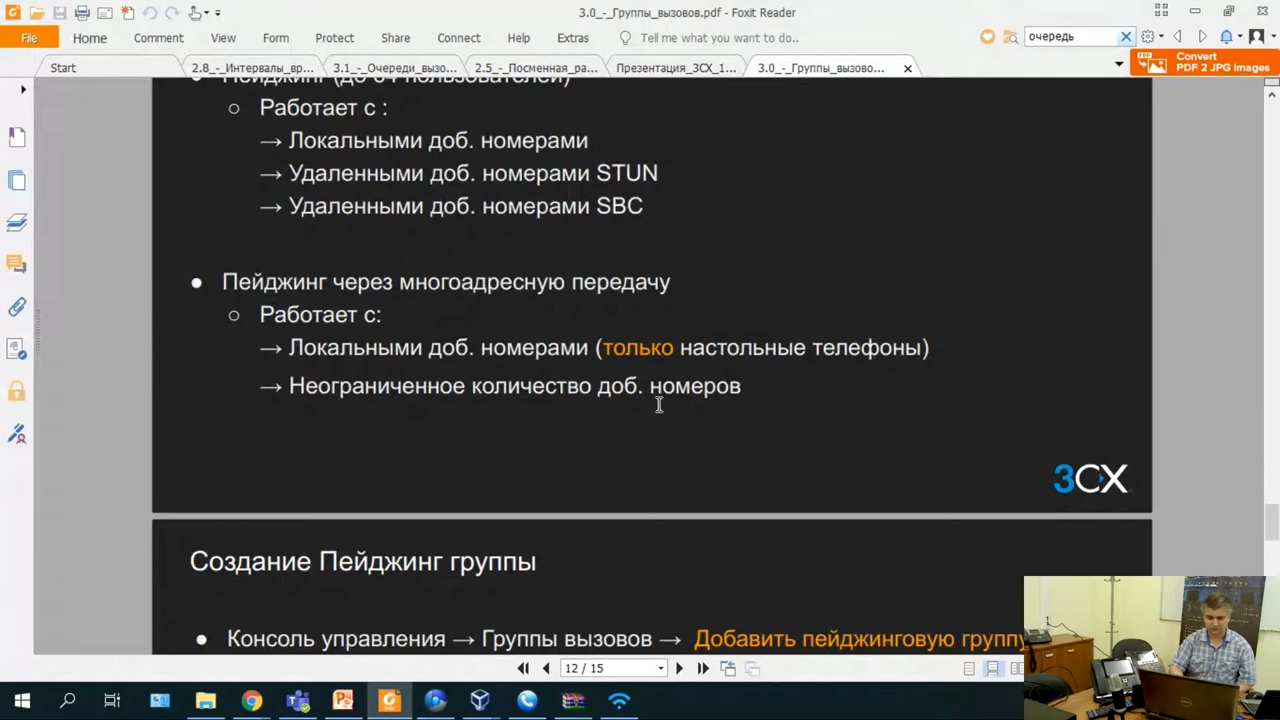 3.0_-_Группы_вызовов.pdf - Foxit Reader
File Home Comment View Form Protect Share Connect Help Extras Tell me what you want to do.. очередь
Start 2.8_-_Интервалы_вр... 3.1_-_Очереди_вызо... 2.5_-_Посменная_ра... Презентация_3CX_1... 3.0_-_Группы_вызово...
Convert
PDF 2 JPG Images
Пейджинг (до 64 пользователей)
Работает с :
→ Локальными доб. номерами
→ Удаленными доб. номерами STUN
→ Удаленными доб. номерами SBC
Пейджинг через многоадресную передачу
Работает с:
→ Локальными доб. номерами (только настольные телефоны)
→ Неограниченное количество доб. номеров
3CX
Создание Пейджинг группы
Консоль управления → Группы вызовов → Добавить пейджинговую группу
12 / 15